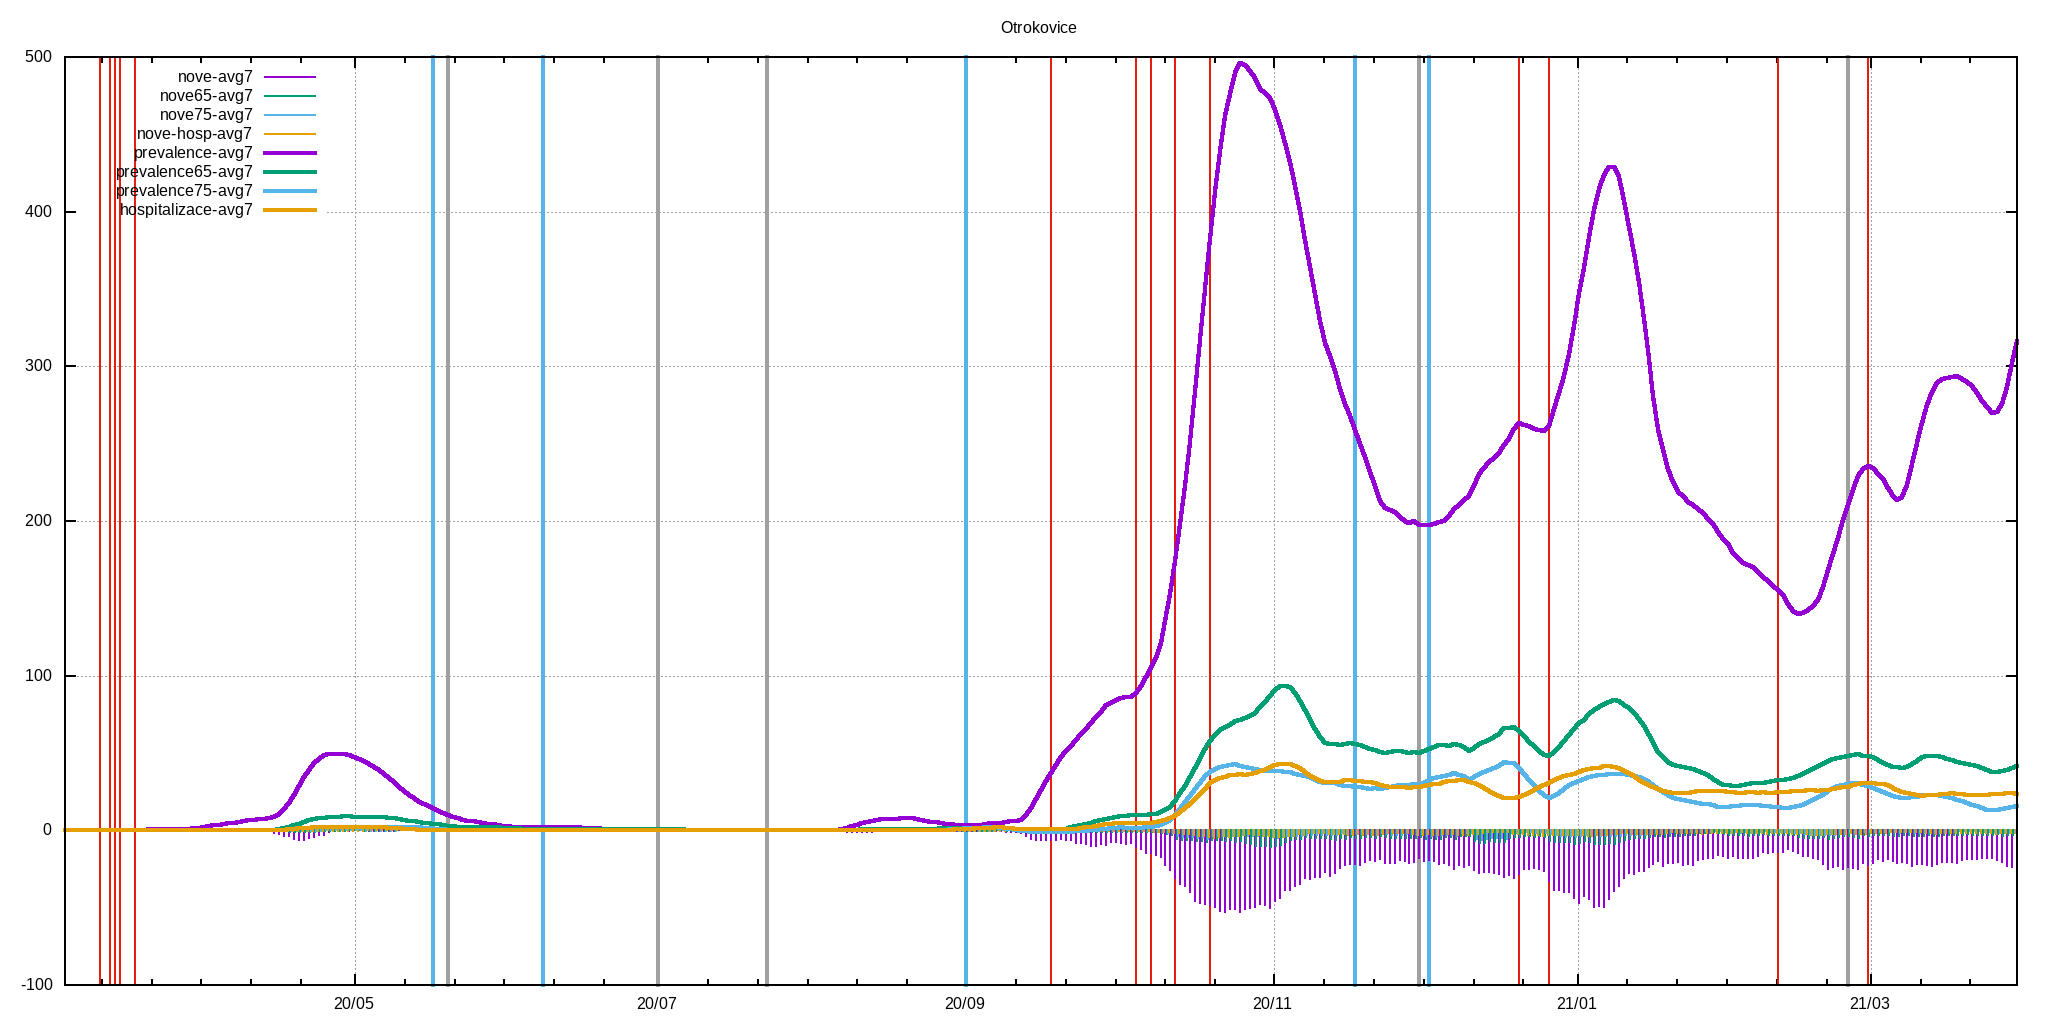 Otrokovice
500
nove-avg7
nove65-avg7
nove75-avg7
nove-hosp-avg7
prevalence-avg7
prevalence65-avg7
prevalence75-avg7
hospitalizace-avg7
400
300
200
100
0
-100
20/05 20/07 20/09 20/11 21/01 21/03